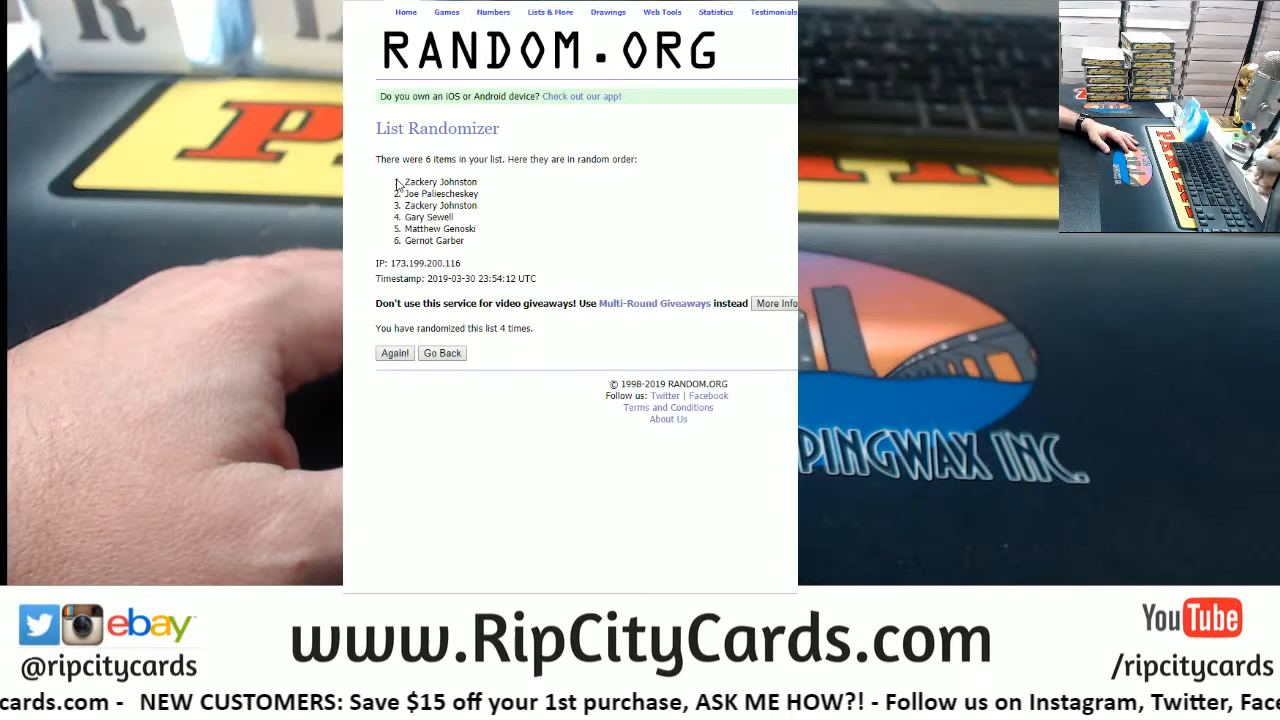 Home Games Numbers Lists & More Drawings Web Tools Statistics Testimonials
RANDOM.ORG
Do you own an iOS or Android device? Check out our app!
List Randomizer
There were 6 items in your list. Here they are in random order:
1. Zackery Johnston
2. Joe Paliescheskey
3. Zackery Johnston
4. Gary Sewell
5. Matthew Genoski
6. Gernot Garber
IP: 173.199.200.116
Timestamp: 2019-03-30 23:54:12 UTC
Don't use this service for video giveaways! Use Multi-Round Giveaways instead More Info
You have randomized this list 4 times.
Again! Go Back
© 1998-2019 RANDOM.ORG
Follow us: Twitter | Facebook
Terms and Conditions
About Us
PINGWAX INC.
PANINI
ebay
@ripcitycards
www.RipCityCards.com
YouTube
/ripcitycards
cards.com - NEW CUSTOMERS: Save $15 off your 1st purchase, ASK ME HOW?! - Follow us on Instagram, Twitter, Face